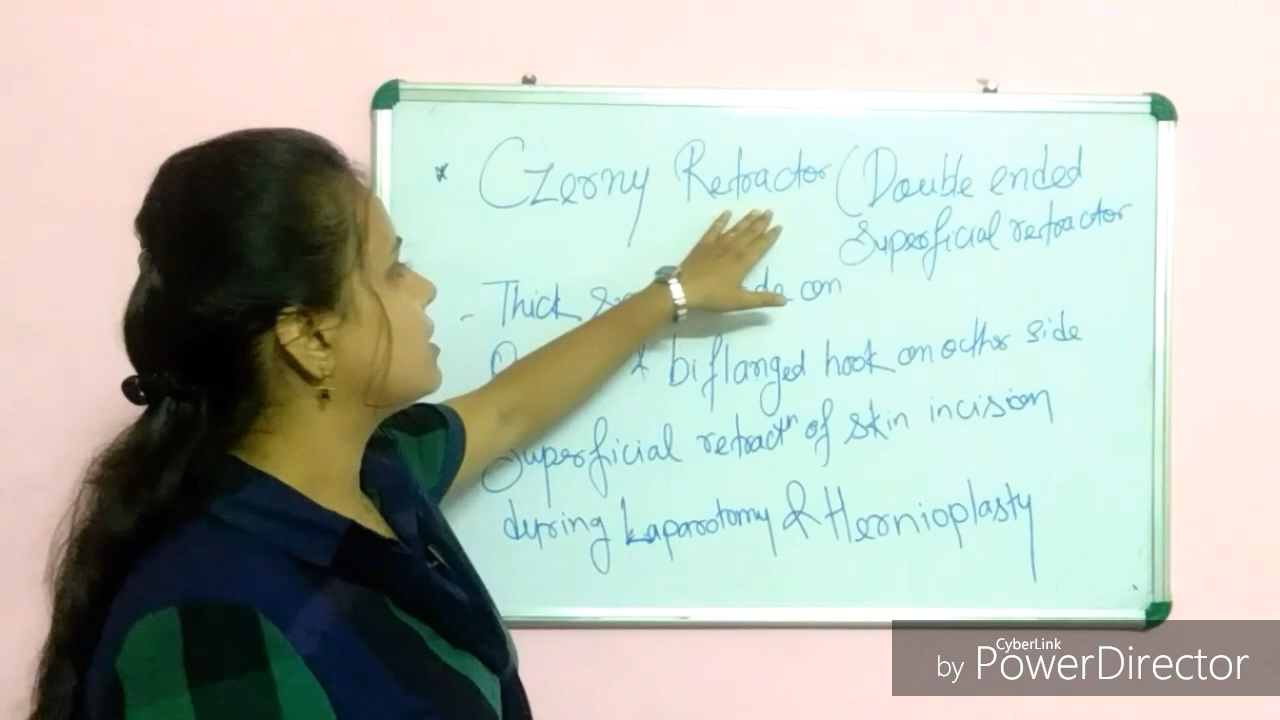 * Czerny Retractor (Double ended
Superficial retractor
- Thick on
& biflanged hook on other side
Superficial retractⁿ of skin incision
during Laparotomy & Hernioplasty
CyberLink
by PowerDirector